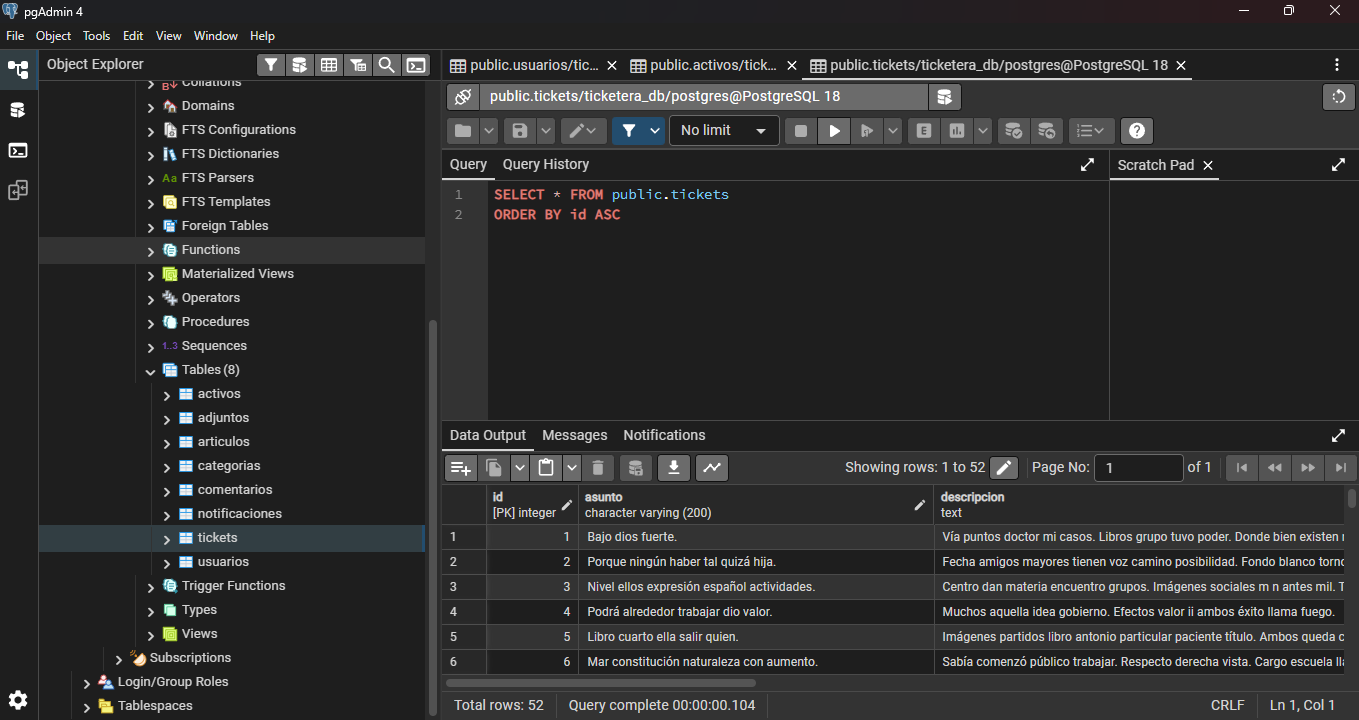 pgAdmin 4
File Object Tools Edit View Window Help
Object Explorer
Collations
Domains
FTS Configurations
FTS Dictionaries
Aa FTS Parsers
FTS Templates
Foreign Tables
Functions
Materialized Views
Operators
Procedures
1..3 Sequences
Tables (8)
activos
adjuntos
articulos
categorias
comentarios
notificaciones
tickets
usuarios
Trigger Functions
Types
Views
Subscriptions
Login/Group Roles
Tablespaces
public.usuarios/tic... public.activos/tick... public.tickets/ticketera_db/postgres@PostgreSQL 18
public.tickets/ticketera_db/postgres@PostgreSQL 18
No limit
Query Query History
Scratch Pad
1 SELECT * FROM public.tickets
2 ORDER BY id ASC
Data Output Messages Notifications
Showing rows: 1 to 52 Page No: 1 of 1
id asunto descripcion
[PK] integer character varying (200) text
1 1 Bajo dios fuerte. Vía puntos doctor mi casos. Libros grupo tuvo poder. Donde bien existen
2 2 Porque ningún haber tal quizá hija. Fecha amigos mayores tienen voz camino posibilidad. Fondo blanco torno
3 3 Nivel ellos expresión español actividades. Centro dan materia encuentro grupos. Imágenes sociales m n antes mil. T
4 4 Podrá alrededor trabajar dio valor. Muchos aquella idea gobierno. Efectos valor ii ambos éxito llama fuego.
5 5 Libro cuarto ella salir quien. Imágenes partidos libro antonio particular paciente título. Ambos queda c
6 6 Mar constitución naturaleza con aumento. Sabía comenzó público trabajar. Respecto derecha vista. Cargo escuela
Total rows: 52 Query complete 00:00:00.104 CRLF Ln 1, Col 1